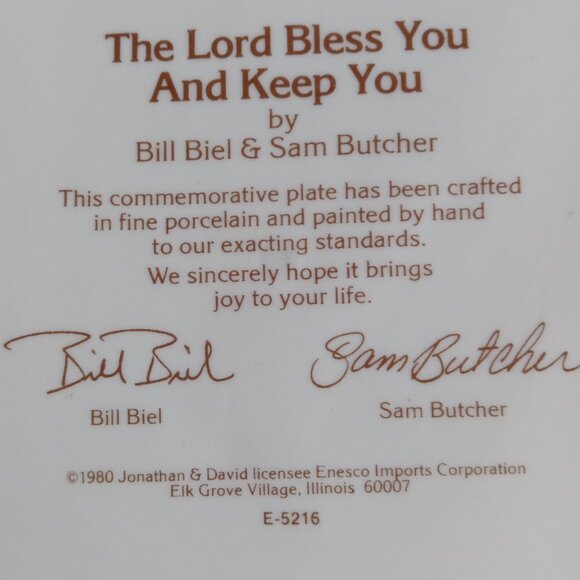 The Lord Bless You
And Keep You
by
Bill Biel & Sam Butcher
This commemorative plate has been crafted
in fine porcelain and painted by hand
to our exacting standards.
We sincerely hope it brings
joy to your life.
Bill Biel Sam Butcher
Bill Biel Sam Butcher
©1980 Jonathan & David licensee Enesco Imports Corporation
Elk Grove Village, Illinois 60007
E-5216